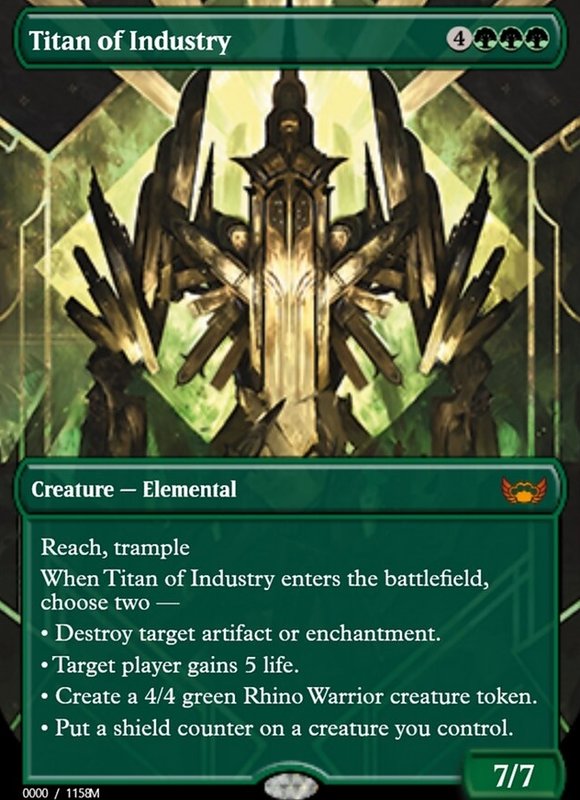 Titan of Industry 4
Creature — Elemental
Reach, trample
When Titan of Industry enters the battlefield,
choose two —
• Destroy target artifact or enchantment.
• Target player gains 5 life.
• Create a 4/4 green Rhino Warrior creature token.
• Put a shield counter on a creature you control.
7/7
0000 / 1158M